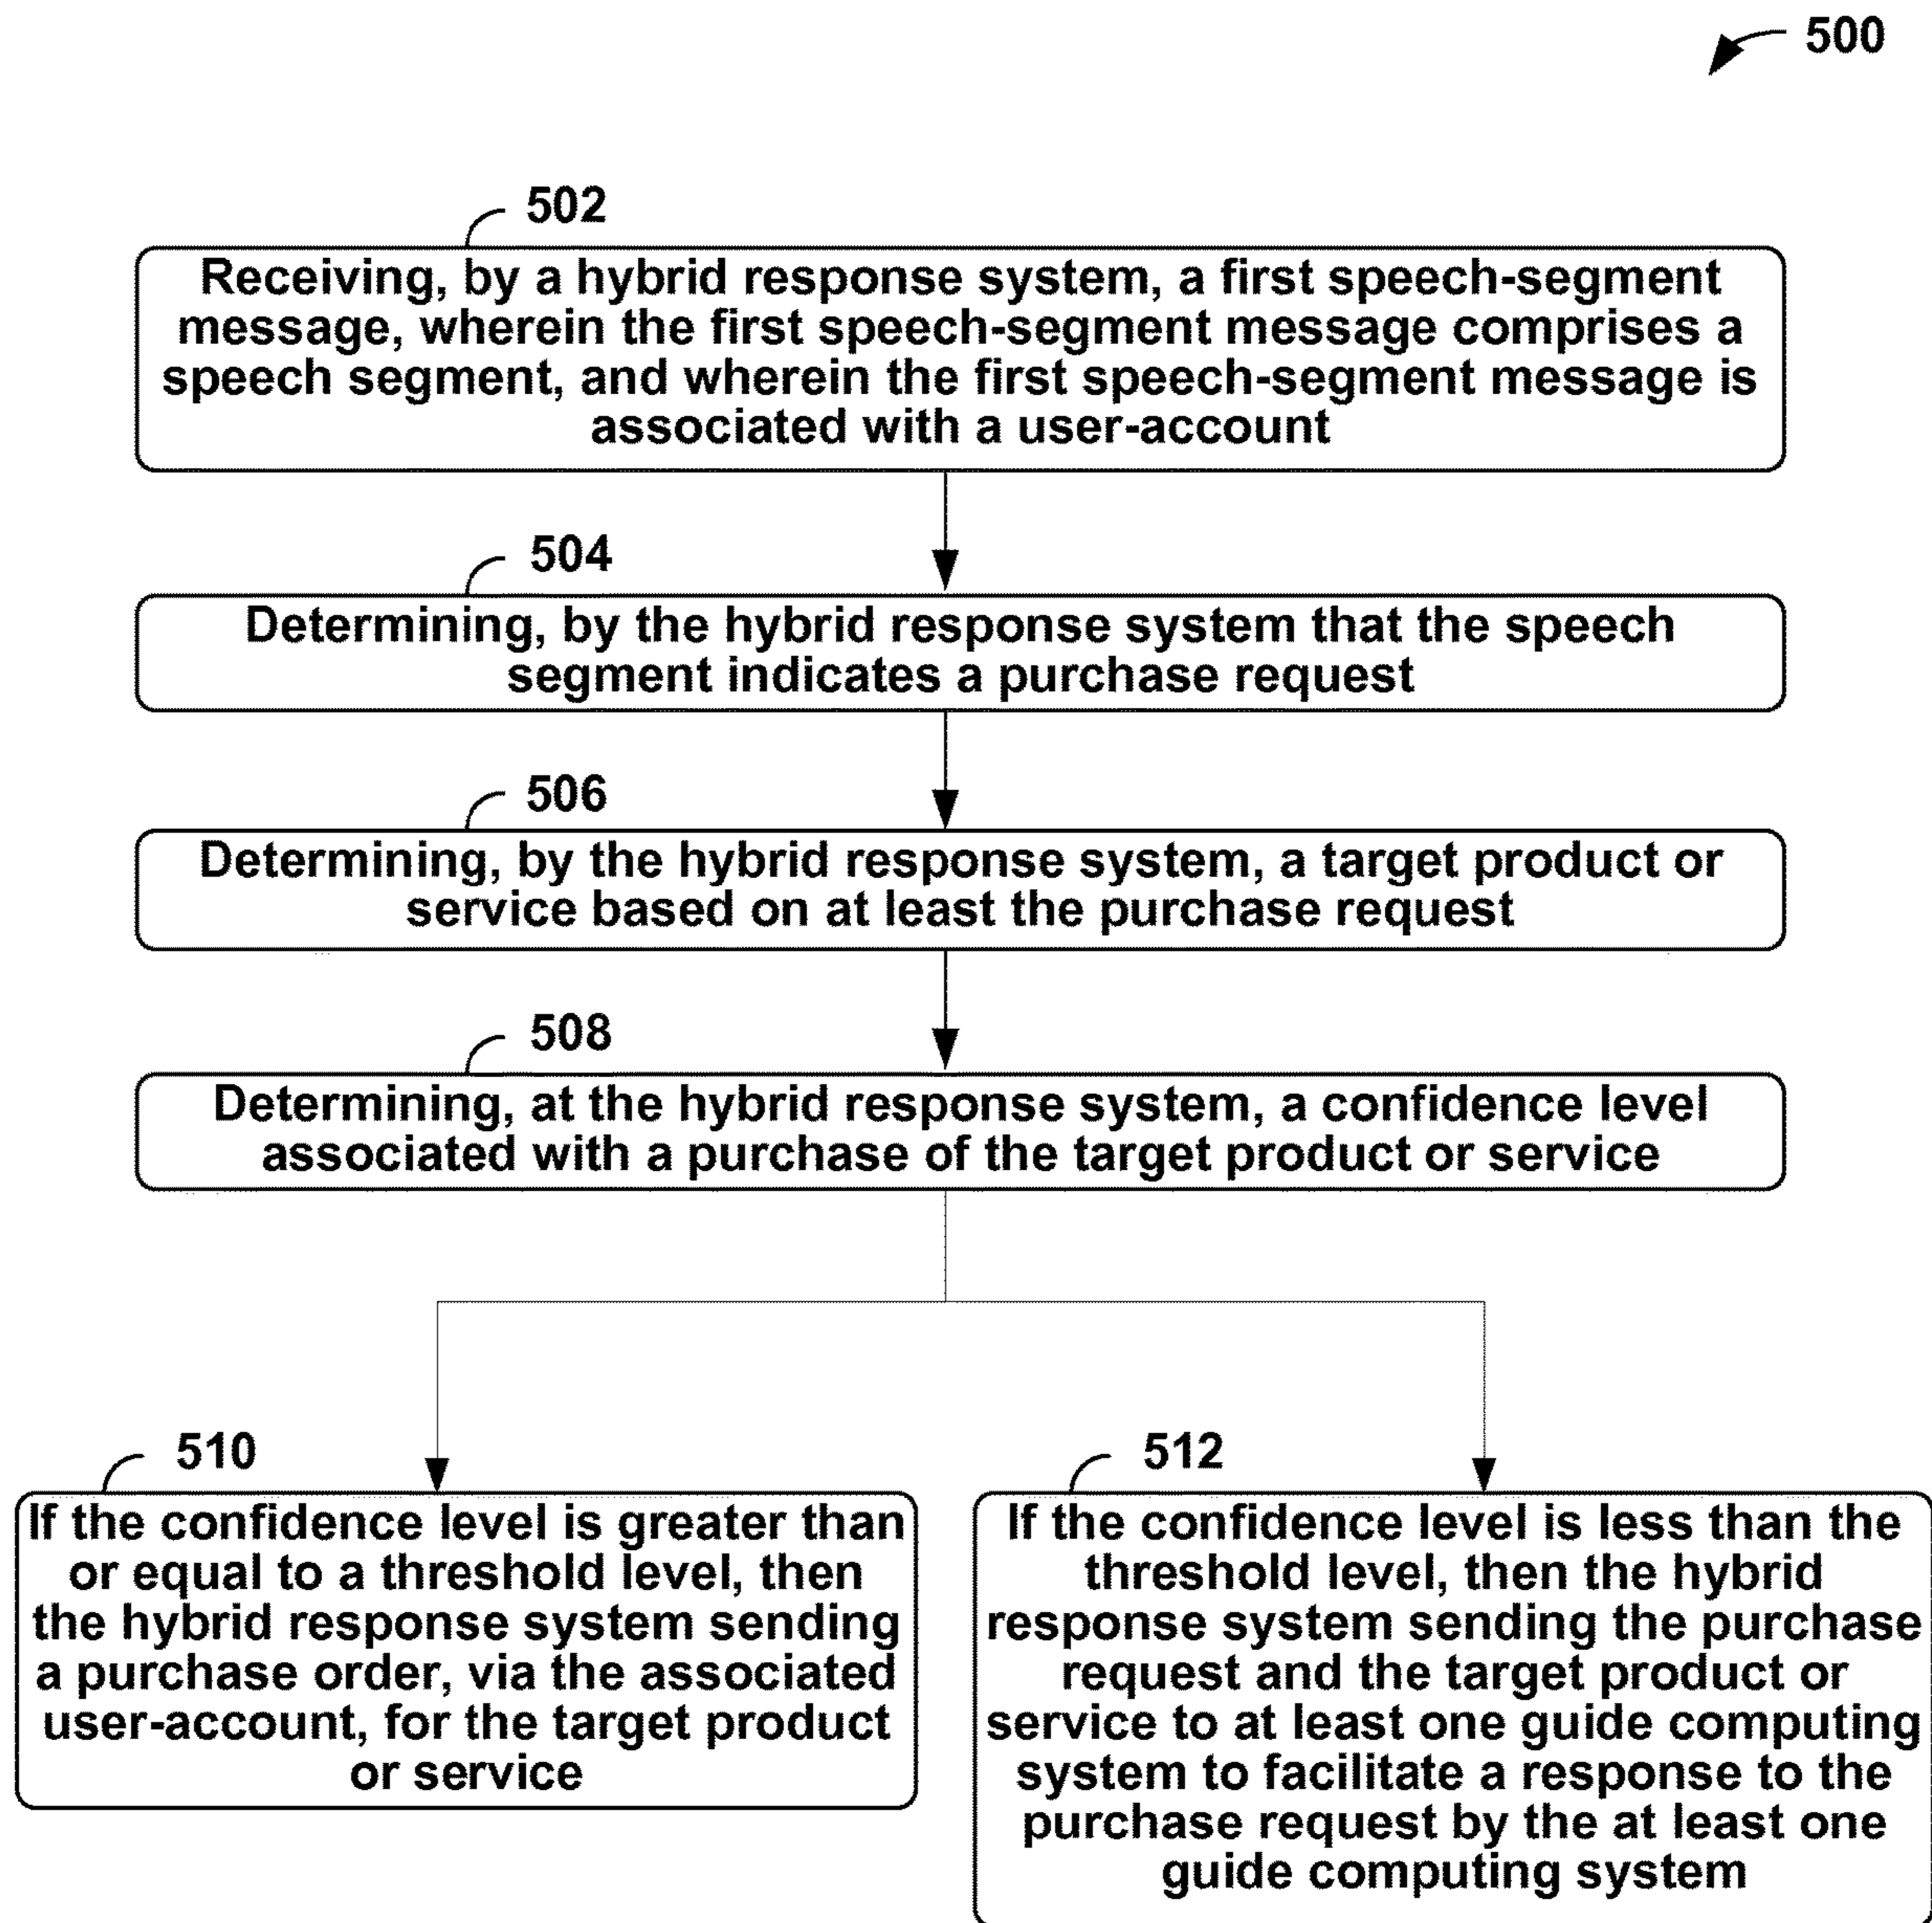 500
502
Receiving, by a hybrid response system, a first speech-segment
message, wherein the first speech-segment message comprises a
speech segment, and wherein the first speech-segment message is
associated with a user-account
504
Determining, by the hybrid response system that the speech
segment indicates a purchase request
506
Determining, by the hybrid response system, a target product or
service based on at least the purchase request
508
Determining, at the hybrid response system, a confidence level
associated with a purchase of the target product or service
510
If the confidence level is greater than
or equal to a threshold level, then
the hybrid response system sending
a purchase order, via the associated
user-account, for the target product
or service
512
If the confidence level is less than the
threshold level, then the hybrid
response system sending the purchase
request and the target product or
service to at least one guide computing
system to facilitate a response to the
purchase request by the at least one
guide computing system